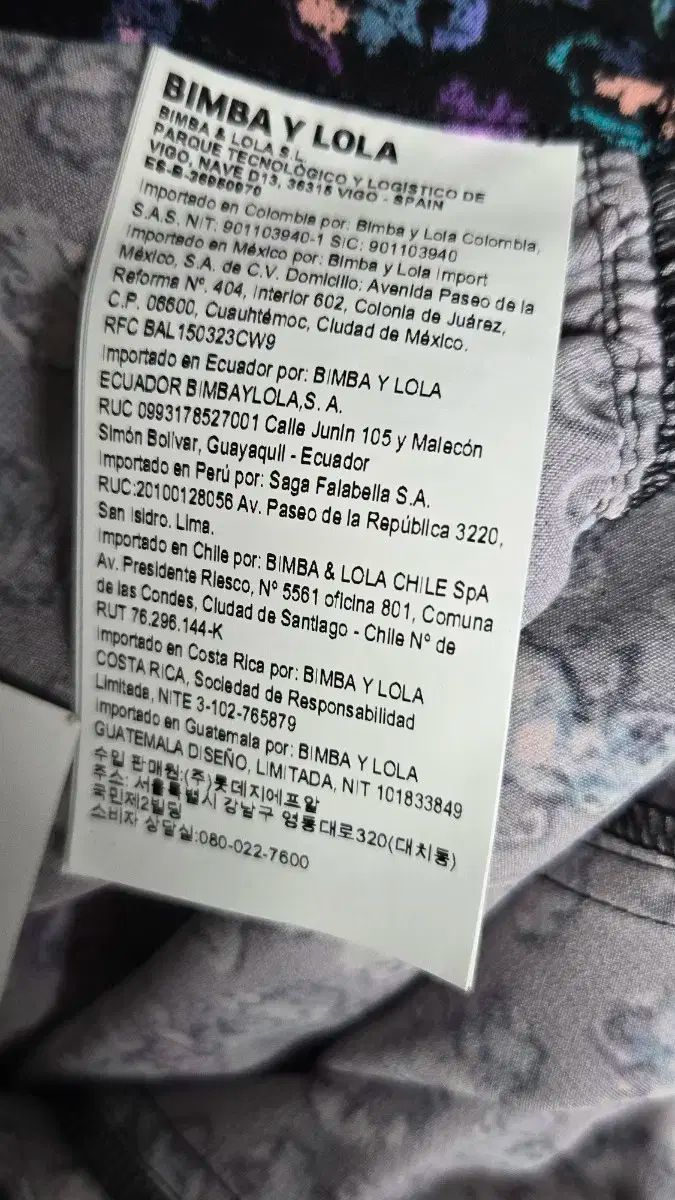 BIMBA Y LOLA
BIMBA & LOLA S.L
PARQUE TECNOLÓGICO Y LOGÍSTICO DE
VIGO, NAVE D13, 36315 VIGO - SPAIN
Importado en Colombia por: Bimba y Lola Colombia,
S.A.S. NIT: 901103940-1 SIC: 901103940
Importado en México por: Bimba y Lola Import
México, S.A. de C.V. Domicilio: Avenida Paseo de la
Reforma Nº. 404, Interior 602, Colonia de Juárez,
C.P. 06600, Cuauhtémoc, Ciudad de México.
RFC BAL150323CW9
Importado en Ecuador por: BIMBA Y LOLA
ECUADOR BIMBAYLOLA,S. A.
RUC 0993178527001 Calle Junin 105 y Malecón
Simón Bolívar, Guayaquil - Ecuador
Importado en Perú por: Saga Falabella S.A.
RUC:20100128056 Av. Paseo de la República 3220,
San Isidro. Lima.
Importado en Chile por: BIMBA & LOLA CHILE SpA
Av. Presidente Riesco, Nº 5561 oficina 801, Comuna
de las Condes, Ciudad de Santiago - Chile Nº de
RUT 76.296.144-K
Importado en Costa Rica por: BIMBA Y LOLA
COSTA RICA, Sociedad de Responsabilidad
Limitada, NITE 3-102-765879
Importado en Guatemala por: BIMBA Y LOLA
GUATEMALA DISEÑO, LIMITADA, NIT 101833849
수입 판매원:(주)롯데지에프알
주소: 서울특별시 강남구 영동대로320(대치동)
국민제2빌딩
소비자 상담실:080-022-7600